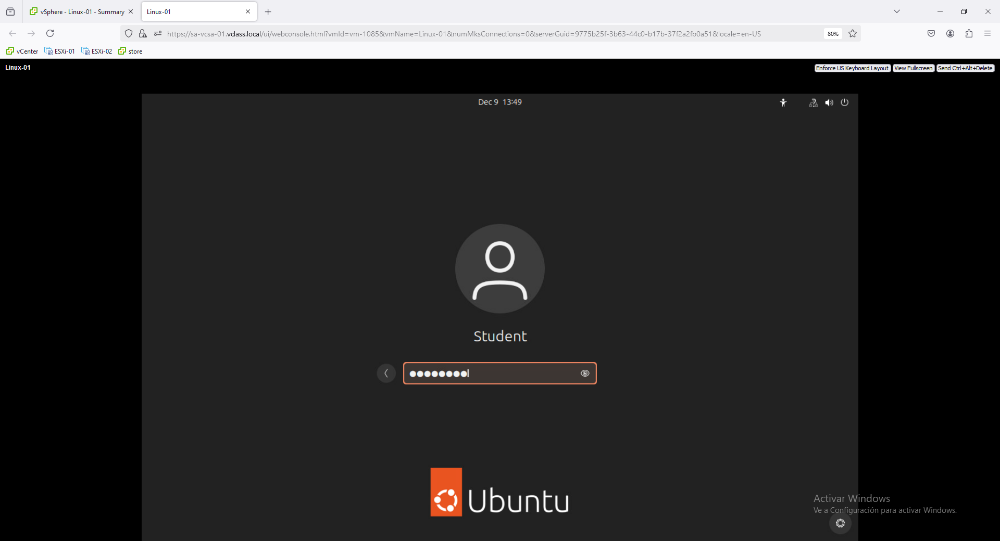 vSphere - Linux-01 - Summary
Linux-01
https://sa-vcsa-01.vclass.local/ui/webconsole.html?vmId=vm-1085&vmName=Linux-01&numMksConnections=0&serverGuid=9775b25f-3b63-44c0-b17b-37f2a2fb0a51&locale=en-US
80%
vCenter
ESXi-01
ESXi-02
store
Linux-01
Enforce US Keyboard Layout
View Fullscreen
Send Ctrl+Alt+Delete
Dec 9 13:49
Student
Ubuntu
Activar Windows
Ve a Configuración para activar Windows.